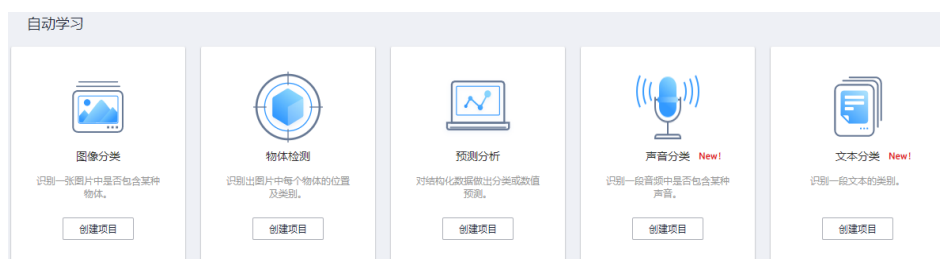 自动学习
图像分类
识别一张图片中是否包含某种
物体。
创建项目
物体检测
识别出图片中每个物体的位置
及类别。
创建项目
预测分析
对结构化数据做出分类或数值
预测。
创建项目
声音分类 New!
识别一段音频中是否包含某种
声音。
创建项目
文本分类 New!
识别一段文本的类别。
创建项目